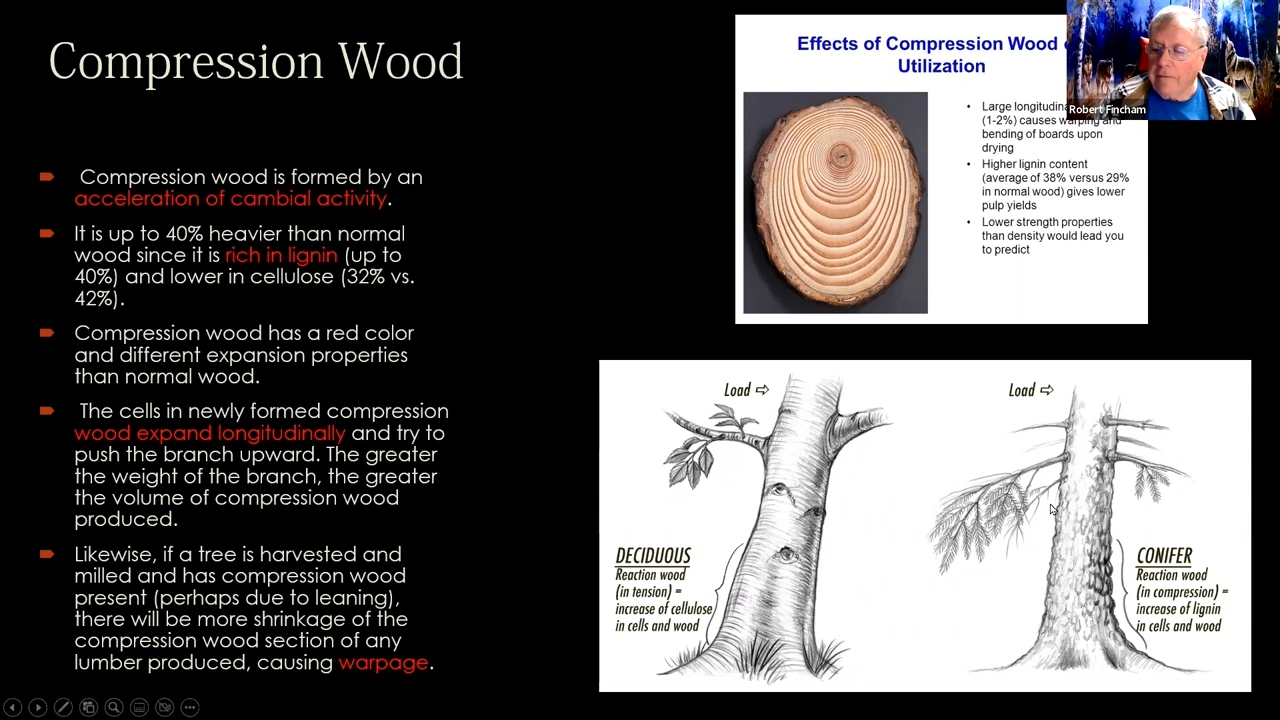 Compression Wood
Compression wood is formed by an
acceleration of cambial activity.
It is up to 40% heavier than normal
wood since it is rich in lignin (up to
40%) and lower in cellulose (32% vs.
42%).
Compression wood has a red color
and different expansion properties
than normal wood.
The cells in newly formed compression
wood expand longitudinally and try to
push the branch upward. The greater
the weight of the branch, the greater
the volume of compression wood
produced.
Likewise, if a tree is harvested and
milled and has compression wood
present (perhaps due to leaning),
there will be more shrinkage of the
compression wood section of any
lumber produced, causing warpage.
Effects of Compression Wood
Utilization
Robert Fincham
• Large
(1-2%) causes warping and
bending of boards upon
drying
• Higher lignin content
(average of 38% versus 29%
in normal wood) gives lower
pulp yields
• Lower strength properties
than density would lead you
to predict
Load ⇨
DECIDUOUS
Reaction wood
(in tension) =
increase of cellulose
in cells and wood
Load ⇨
CONIFER
Reaction wood
(in compression) =
increase of lignin
in cells and wood